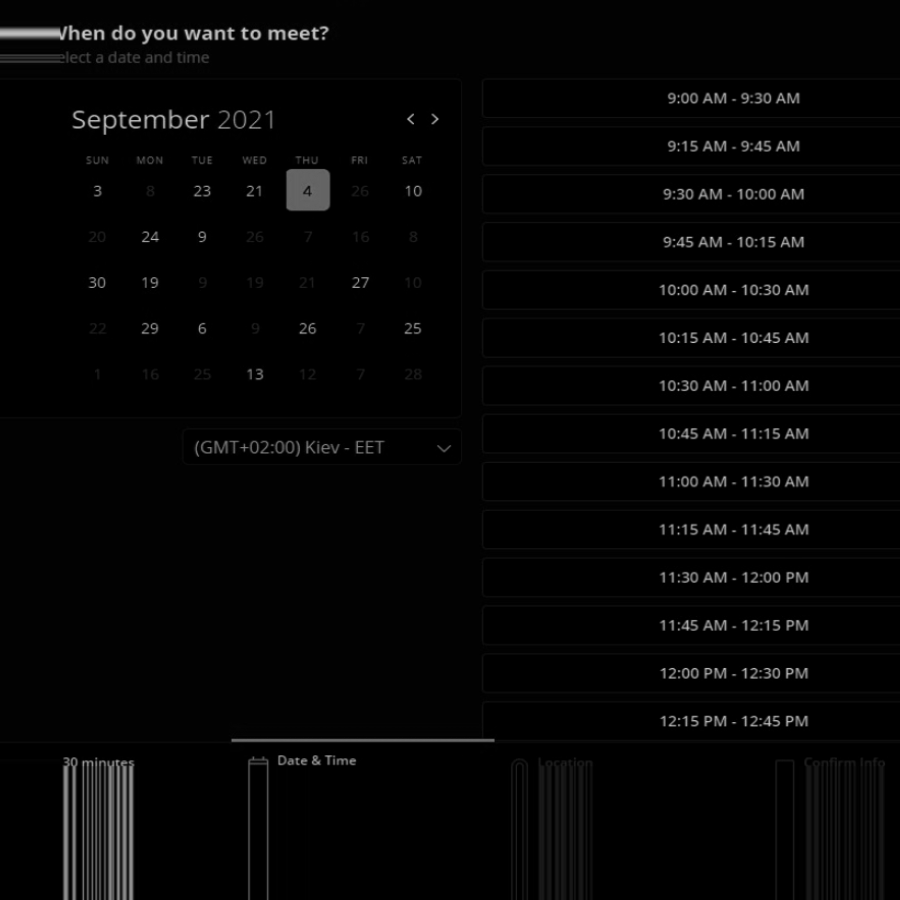 When do you want to meet?
elect a date and time
September 2021
< >
SUN MON TUE WED THU FRI SAT
3 8 23 21 4 26 10
20 24 9 26 7 16 8
30 19 9 19 21 27 10
22 29 6 9 26 7 25
1 16 25 13 12 7 28
(GMT+02:00) Kiev - EET
9:00 AM - 9:30 AM
9:15 AM - 9:45 AM
9:30 AM - 10:00 AM
9:45 AM - 10:15 AM
10:00 AM - 10:30 AM
10:15 AM - 10:45 AM
10:30 AM - 11:00 AM
10:45 AM - 11:15 AM
11:00 AM - 11:30 AM
11:15 AM - 11:45 AM
11:30 AM - 12:00 PM
11:45 AM - 12:15 PM
12:00 PM - 12:30 PM
12:15 PM - 12:45 PM
30 minutes
Date & Time
Location
Confirm Info